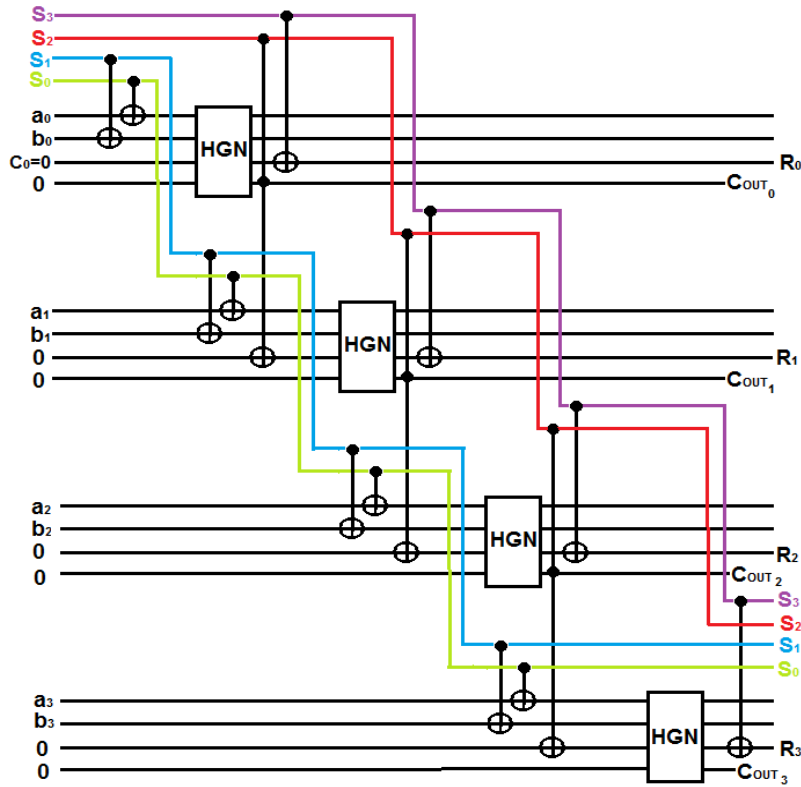 S₃
S₂
S₁
S₀
a₀
b₀
C₀=0
0
HGN
R₀
COUT₀
a₁
b₁
0
0
HGN
R₁
COUT₁
a₂
b₂
0
0
HGN
R₂
COUT₂
S₃
S₂
S₁
S₀
a₃
b₃
0
0
HGN
R₃
COUT₃